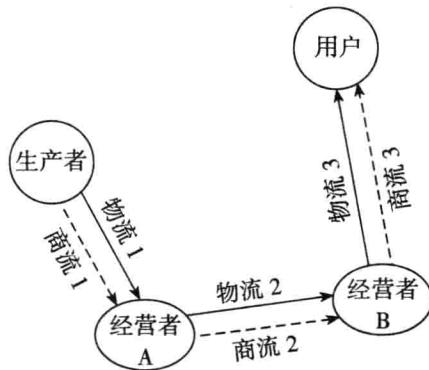 用户
生产者
物流 1
商流 1
物流 3
商流 3
经营者
A
物流 2
商流 2
经营者
B